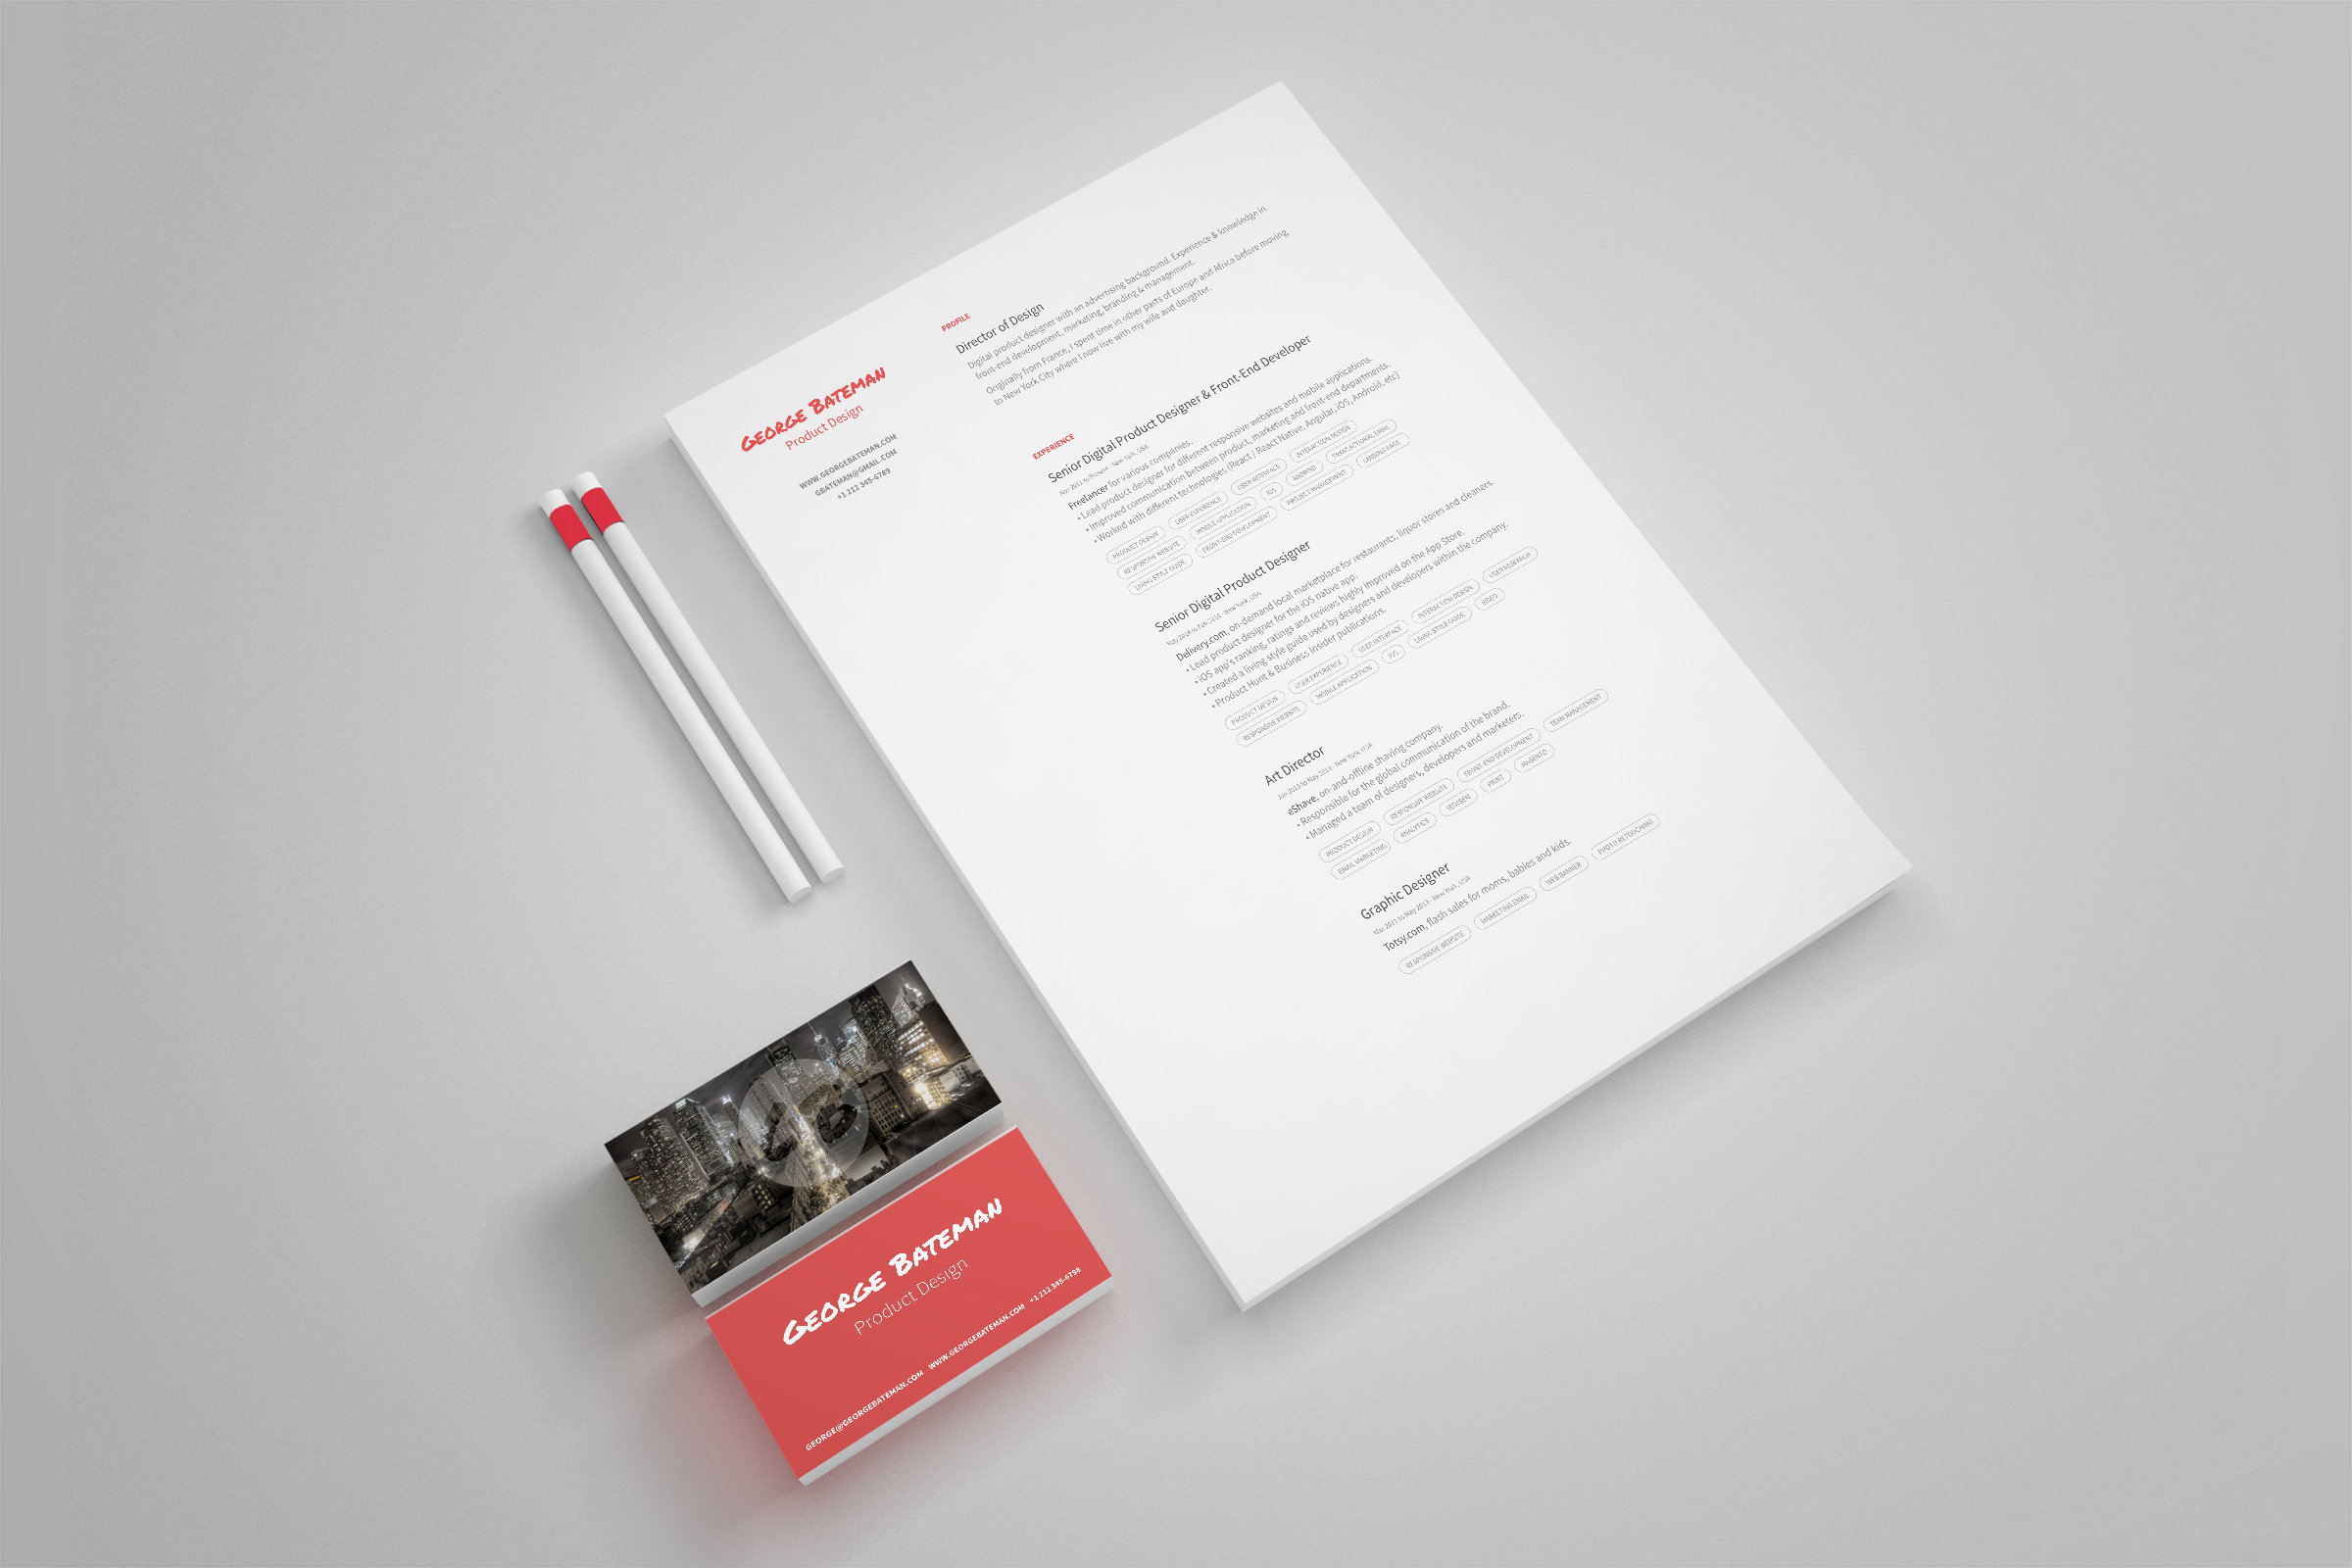 GEORGE BATEMAN
Product Design
WWW.GEORGEBATEMAN.COM
GBATEMAN@GMAIL.COM
+1 212 345-6789
PROFILE
Director of Design
Digital product designer with an advertising background. Experience & knowledge in
front-end development, marketing, branding & management.
Originally from France, I spent time in other parts of Europe and Africa before moving
to New York City where I now live with my wife and daughter.
EXPERIENCE
Senior Digital Product Designer & Front-End Developer
2011 to Present - New York, USA
Freelancer for various companies.
• Lead product designer for different responsive websites and mobile applications.
• Improved communication between product, marketing and front-end departments.
• Worked with different technologies (React / React Native, Angular, iOS, Android, etc)
PRODUCT DESIGN USER EXPERIENCE USER INTERFACE INTERACTION DESIGN
RESPONSIVE WEBSITE MOBILE APPLICATION IOS ANDROID TRANSACTIONAL EMAIL
LIVING STYLE GUIDE FRONT-END DEVELOPMENT PROJECT MANAGEMENT LANDING PAGE
Senior Digital Product Designer
May 2014 to Feb - New York, USA
Delivery.com, on-demand local marketplace for restaurants, liquor stores and cleaners.
• Lead product designer for the iOS native app.
• iOS app's ranking, ratings and reviews highly improved on the App Store.
• Created a living style guide used by designers and developers within the company.
• Product Hunt & Business Insider publications.
PRODUCT DESIGN USER EXPERIENCE USER INTERFACE INTERACTION DESIGN USER RESEARCH
RESPONSIVE WEBSITE MOBILE APPLICATION IOS LIVING STYLE GUIDE VIDEO
Art Director
Jun 2013 to May 2014 - New York, USA
eShave, on-and-offline shaving company.
• Responsible for the global communication of the brand.
• Managed a team of designers, developers and marketers.
PRODUCT DESIGN RESPONSIVE WEBSITE FRONT-END DEVELOPMENT TEAM MANAGEMENT
EMAIL MARKETING ANALYTICS SEO/SEM PRINT MAGENTO
Graphic Designer
Mar 2011 to May 2013 - New York, USA
Totsy.com, flash sales for moms, babies and kids.
RESPONSIVE WEBSITE MARKETING EMAIL WEB BANNER PHOTO RETOUCHING
GEORGE BATEMAN
Product Design
GEORGE@GEORGEBATEMAN.COM WWW.GEORGEBATEMAN.COM +1 212 345-6798